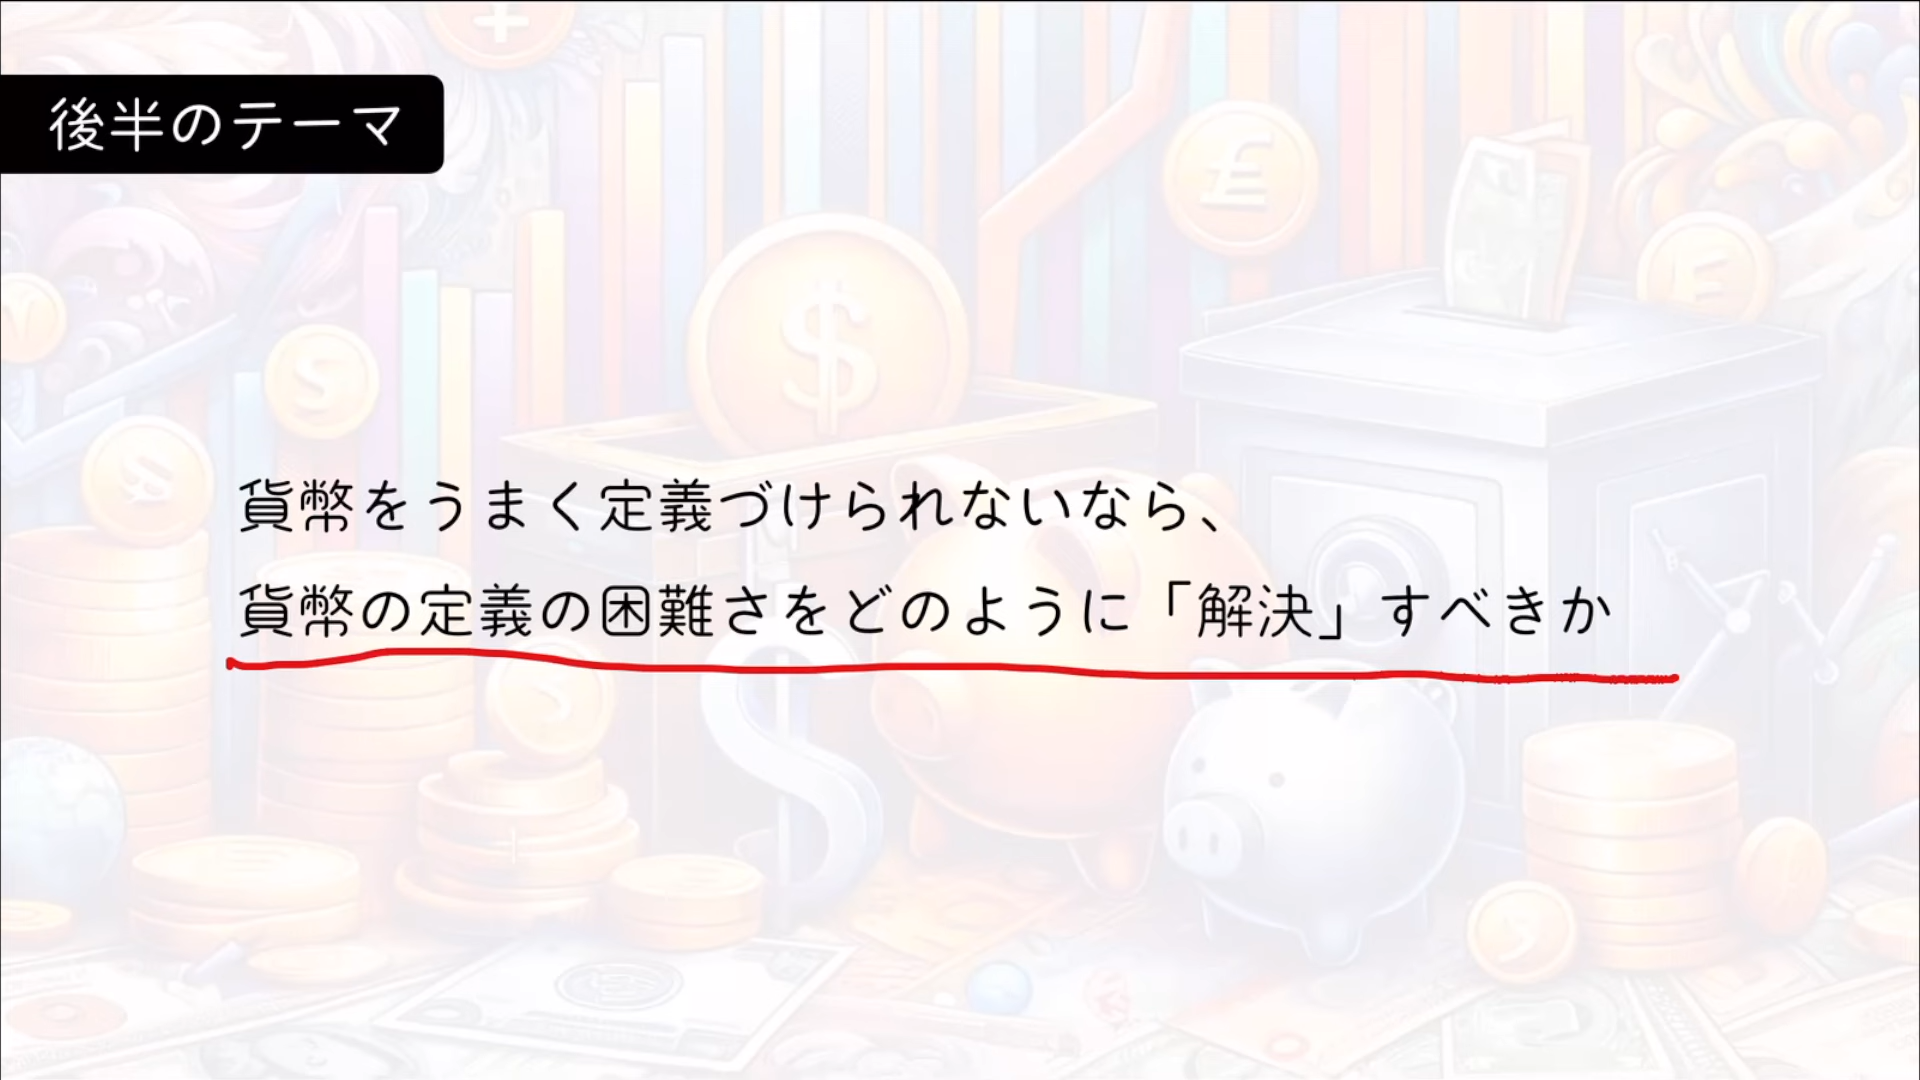 後半のテーマ
貨幣をうまく定義づけられないなら、
貨幣の定義の困難さをどのように「解決」すべきか